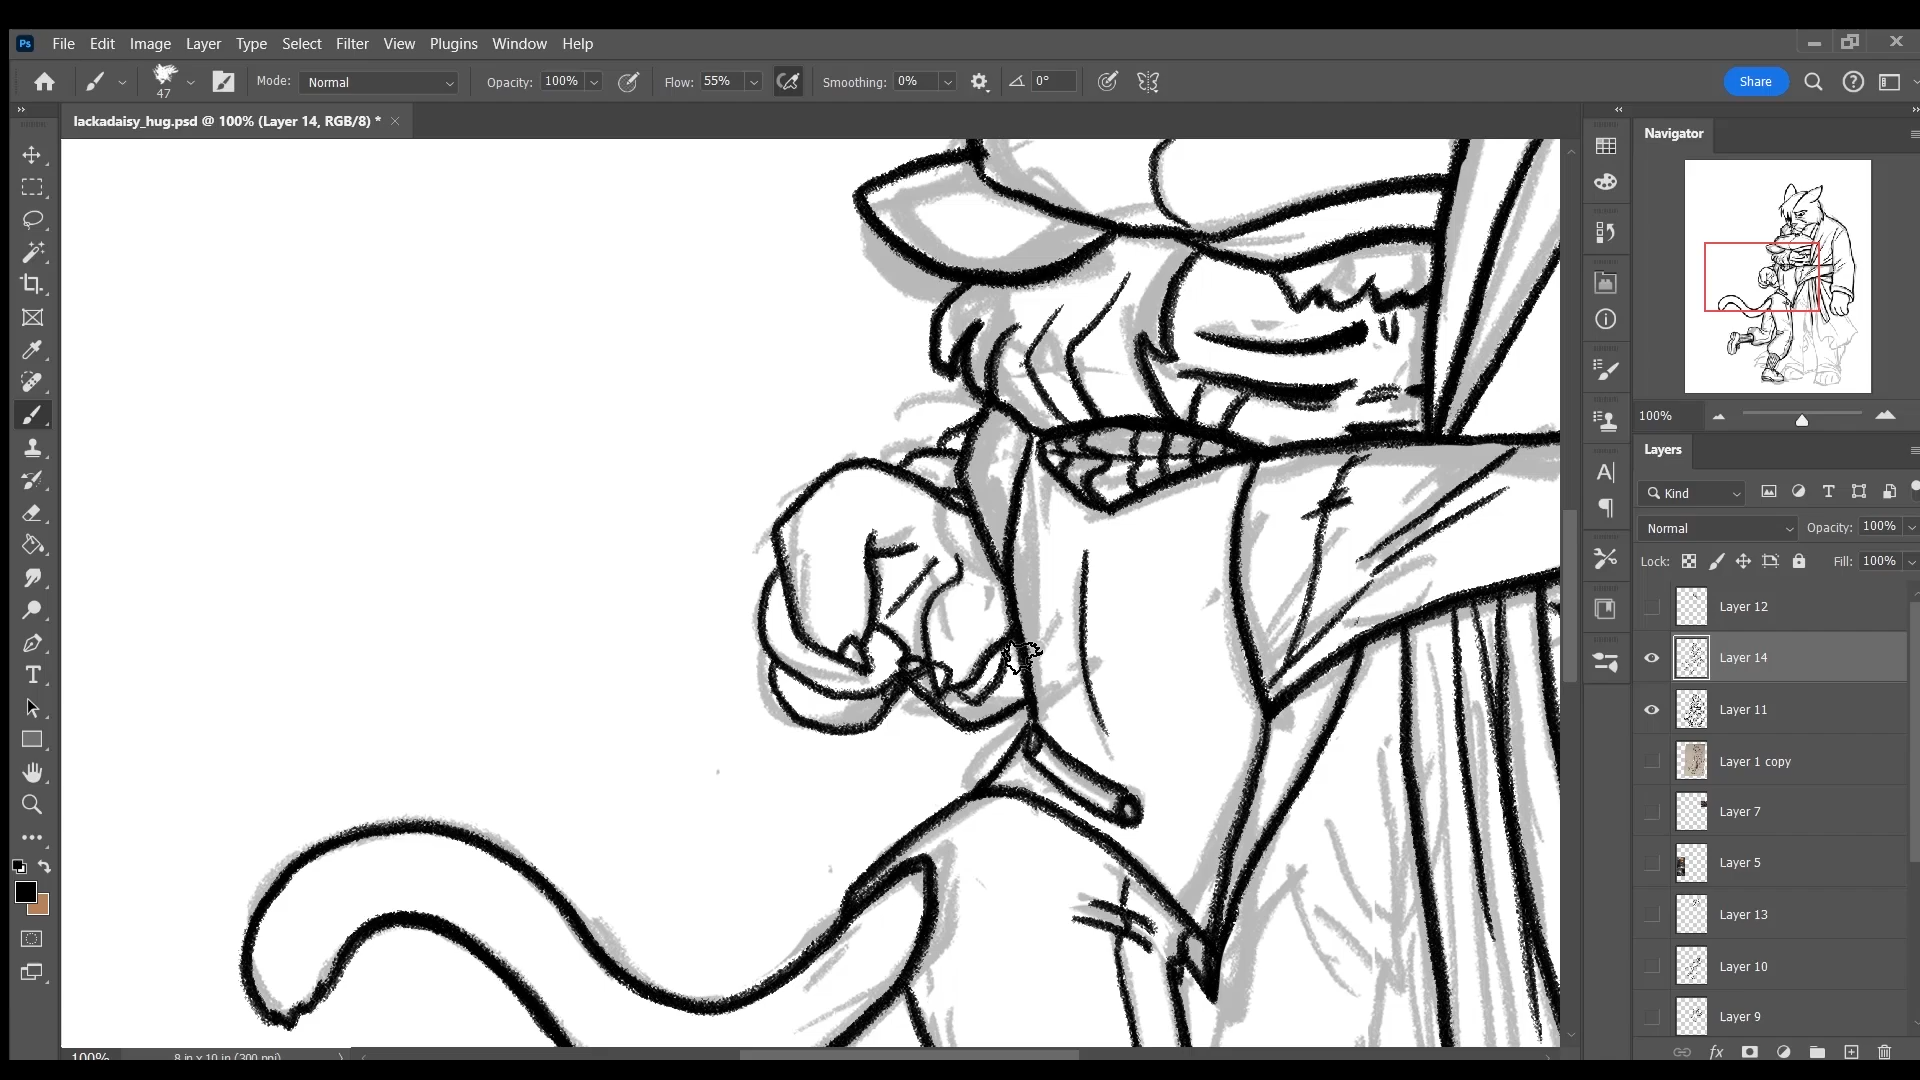 Ps File Edit Image Layer Type Select Filter View Plugins Window Help
47 Mode: Normal Opacity: 100% Flow: 55% Smoothing: 0% 0° Share
lackadaisy_hug.psd @ 100% (Layer 14, RGB/8) *
Navigator
100%
Layers
Kind
Normal Opacity: 100%
Lock: Fill: 100%
Layer 12
Layer 14
Layer 11
Layer 1 copy
Layer 7
Layer 5
Layer 13
Layer 10
Layer 9
100% 8 in x 10 in (300 ppi)